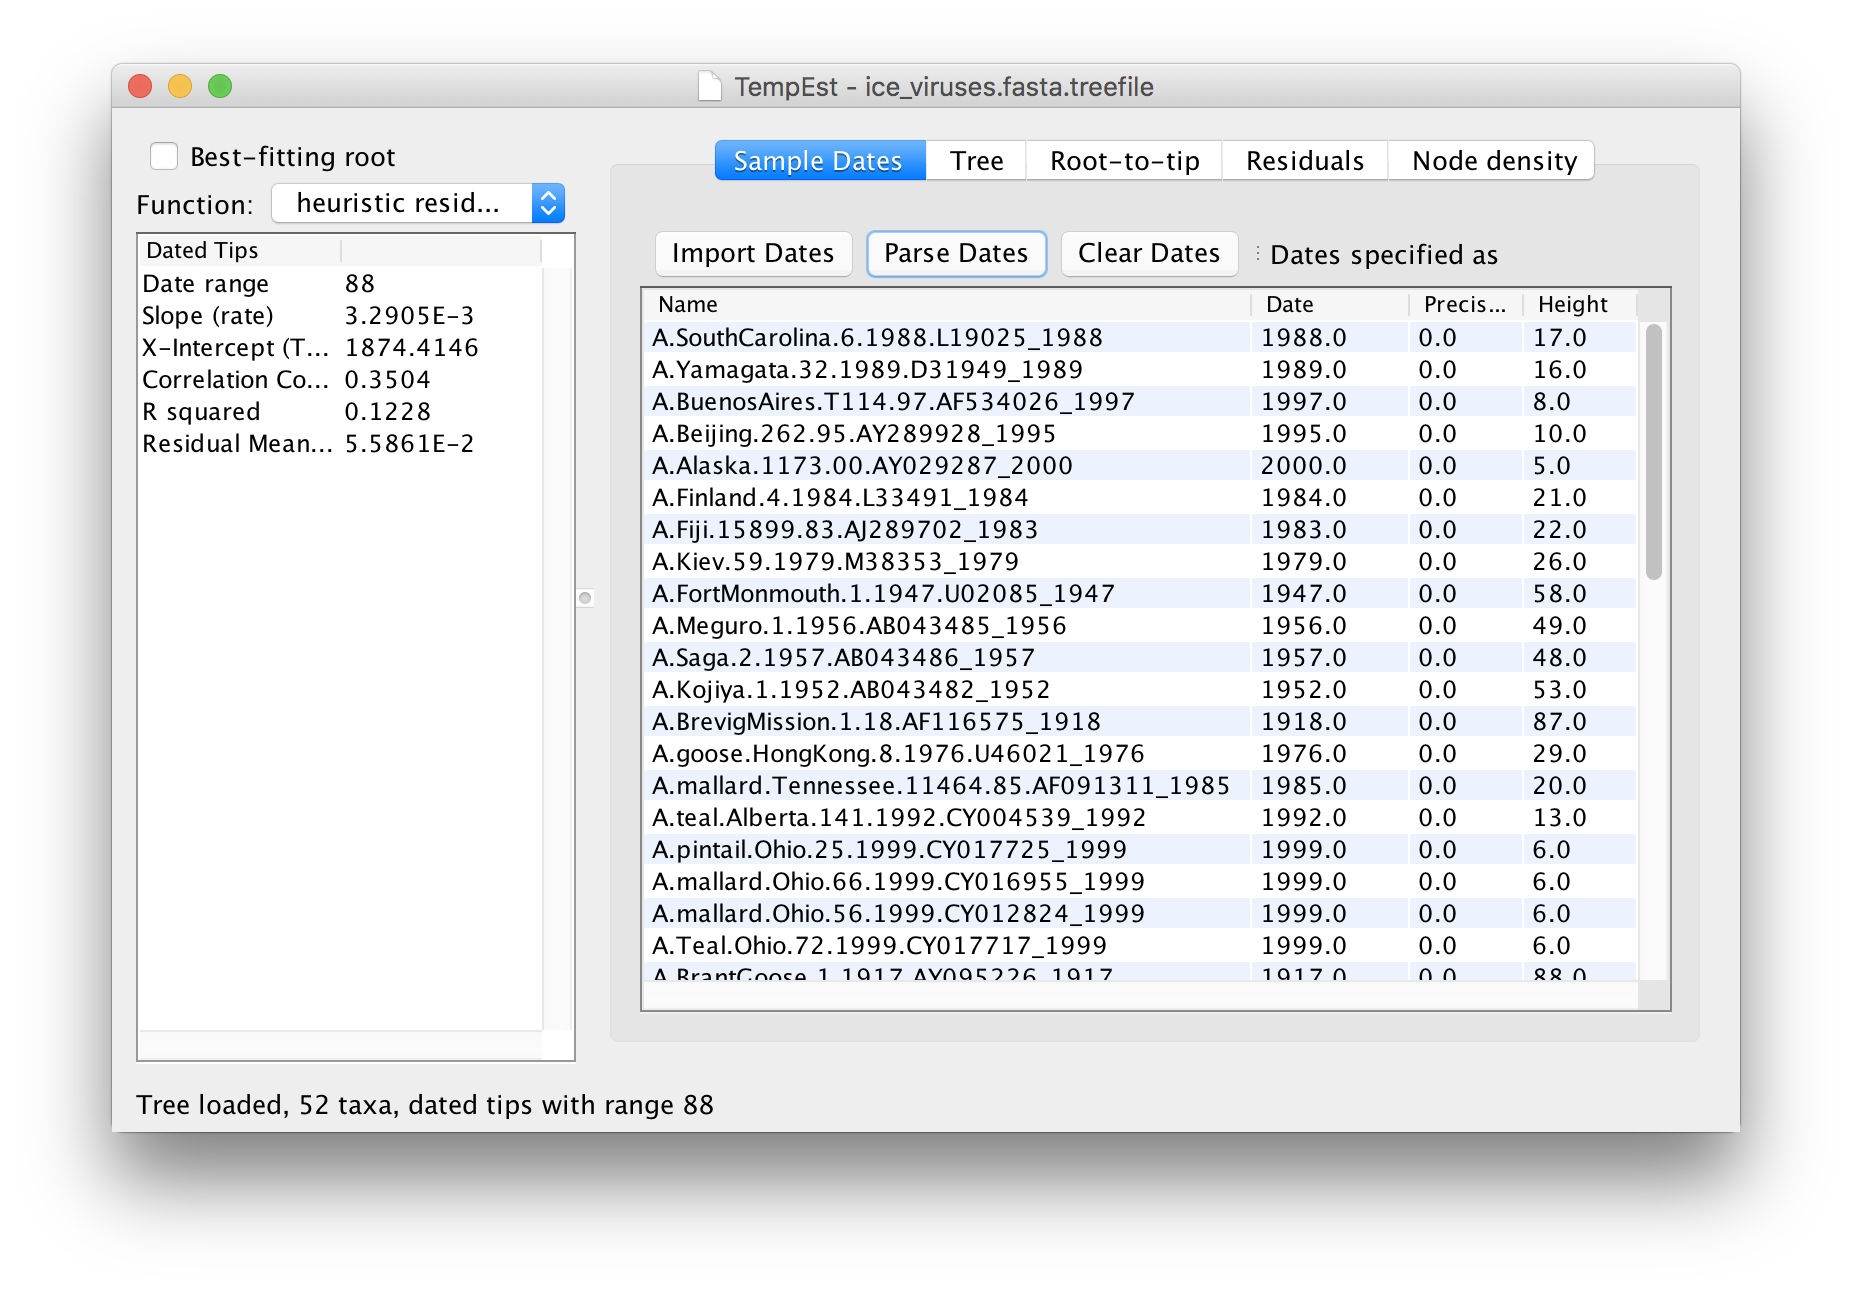 TempEst - ice_viruses.fasta.treefile
Best-fitting root
Function: heuristic resid...
Dated Tips
Date range 88
Slope (rate) 3.2905E-3
X-Intercept (T... 1874.4146
Correlation Co... 0.3504
R squared 0.1228
Residual Mean... 5.5861E-2
Sample Dates Tree Root-to-tip Residuals Node density
Import Dates Parse Dates Clear Dates Dates specified as
Name Date Precis... Height
A.SouthCarolina.6.1988.L19025_1988 1988.0 0.0 17.0
A.Yamagata.32.1989.D31949_1989 1989.0 0.0 16.0
A.BuenosAires.T114.97.AF534026_1997 1997.0 0.0 8.0
A.Beijing.262.95.AY289928_1995 1995.0 0.0 10.0
A.Alaska.1173.00.AY029287_2000 2000.0 0.0 5.0
A.Finland.4.1984.L33491_1984 1984.0 0.0 21.0
A.Fiji.15899.83.AJ289702_1983 1983.0 0.0 22.0
A.Kiev.59.1979.M38353_1979 1979.0 0.0 26.0
A.FortMonmouth.1.1947.U02085_1947 1947.0 0.0 58.0
A.Meguro.1.1956.AB043485_1956 1956.0 0.0 49.0
A.Saga.2.1957.AB043486_1957 1957.0 0.0 48.0
A.Kojiya.1.1952.AB043482_1952 1952.0 0.0 53.0
A.BrevigMission.1.18.AF116575_1918 1918.0 0.0 87.0
A.goose.HongKong.8.1976.U46021_1976 1976.0 0.0 29.0
A.mallard.Tennessee.11464.85.AF091311_1985 1985.0 0.0 20.0
A.teal.Alberta.141.1992.CY004539_1992 1992.0 0.0 13.0
A.pintail.Ohio.25.1999.CY017725_1999 1999.0 0.0 6.0
A.mallard.Ohio.66.1999.CY016955_1999 1999.0 0.0 6.0
A.mallard.Ohio.56.1999.CY012824_1999 1999.0 0.0 6.0
A.Teal.Ohio.72.1999.CY017717_1999 1999.0 0.0 6.0
A.BrantGoose.1.1917.AY095226_1917 1917.0 0.0 88.0
Tree loaded, 52 taxa, dated tips with range 88